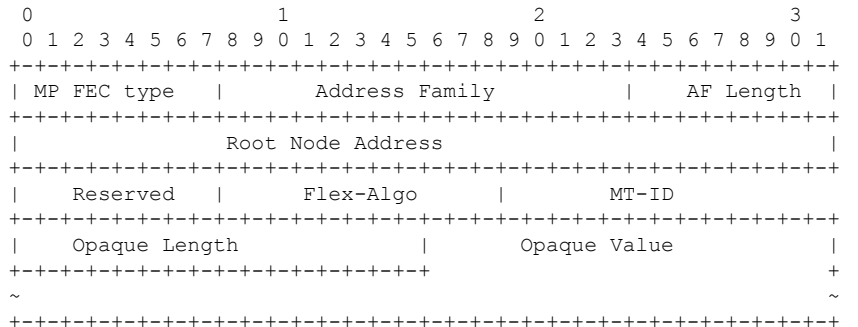 0                   1                   2                   3
 0 1 2 3 4 5 6 7 8 9 0 1 2 3 4 5 6 7 8 9 0 1 2 3 4 5 6 7 8 9 0 1
+-+-+-+-+-+-+-+-+-+-+-+-+-+-+-+-+-+-+-+-+-+-+-+-+-+-+-+-+-+-+-+-+
| MP FEC type   |       Address Family          |    AF Length  |
+-+-+-+-+-+-+-+-+-+-+-+-+-+-+-+-+-+-+-+-+-+-+-+-+-+-+-+-+-+-+-+-+
|                Root Node Address                              |
+-+-+-+-+-+-+-+-+-+-+-+-+-+-+-+-+-+-+-+-+-+-+-+-+-+-+-+-+-+-+-+-+
|    Reserved   |      Flex-Algo      |        MT-ID
+-+-+-+-+-+-+-+-+-+-+-+-+-+-+-+-+-+-+-+-+-+-+-+-+-+-+-+-+-+-+-+-+
|    Opaque Length              |       Opaque Value            |
+-+-+-+-+-+-+-+-+-+-+-+-+-+-+-+-+                               +
~                                                               ~
+-+-+-+-+-+-+-+-+-+-+-+-+-+-+-+-+-+-+-+-+-+-+-+-+-+-+-+-+-+-+-+-+